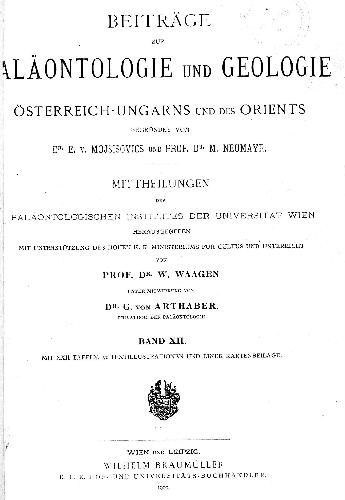 BEITRÄGE
ZUR
ALÄONTOLOGIE UND GEOLOGIE
ÖSTERREICH-UNGARNS UND DES ORIENTS
BEGRÜNDET VON
DR. E. V. MOJSISOVICS UND PROF. DR. M. NEUMAYR.
MITTHEILUNGEN
DES
PALÄONTOLOGISCHEN INSTITUTES DER UNIVERSITÄT WIEN
HERAUSGEGEBEN
MIT UNTERSTÜTZUNG DES HOHEN K. K. MINISTERIUMS FÜR CULTUS UND UNTERRICHT
VON
PROF. DR. W. WAAGEN
UNTER MITWIRKUNG VON
DR. G. VON ARTHABER.
DER PALÄONTOLOGIE
BAND XII.
MIT XXII TAFELN, TEXTILLUSTRATIONEN UND EINER KARTENBEILAGE.
WIEN UND LEIPZIG.
WILHELM BRAUMÜLLER
K. U. K. HOF- UND UNIVERSITÄTS-BUCHHÄNDLER.